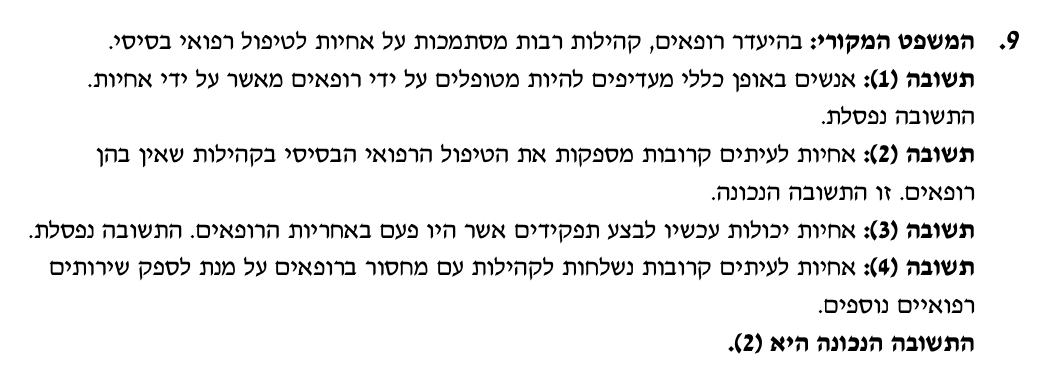 9. המשפט המקורי: בהיעדר רופאים, קהילות רבות מסתמכות על אחיות לטיפול רפואי בסיסי.
תשובה (1): אנשים באופן כללי מעדיפים להיות מטופלים על ידי רופאים מאשר על ידי אחיות.
התשובה נפסלת.
תשובה (2): אחיות לעיתים קרובות מספקות את הטיפול הרפואי הבסיסי בקהילות שאין בהן
רופאים. זו התשובה הנכונה.
תשובה (3): אחיות יכולות עכשיו לבצע תפקידים אשר היו פעם באחריות הרופאים. התשובה נפסלת.
תשובה (4): אחיות לעיתים קרובות נשלחות לקהילות עם מחסור ברופאים על מנת לספק שירותים
רפואיים נוספים.
התשובה הנכונה היא (2).